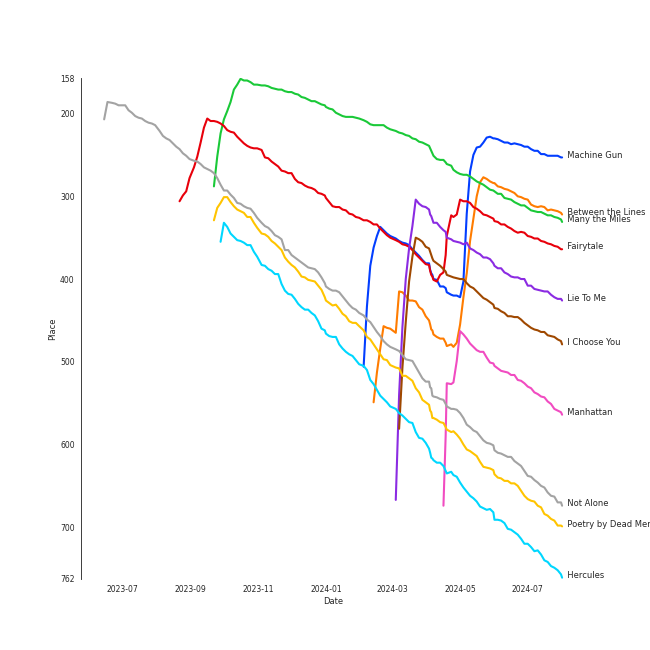 158
200
300
400
500
600
700
762
Place
2023-07
2023-09
2023-11
2024-01
2024-03
2024-05
2024-07
Date
Machine Gun
Between the Lines
Many the Miles
Fairytale
Lie To Me
I Choose You
Manhattan
Not Alone
Poetry by Dead Mer
Hercules